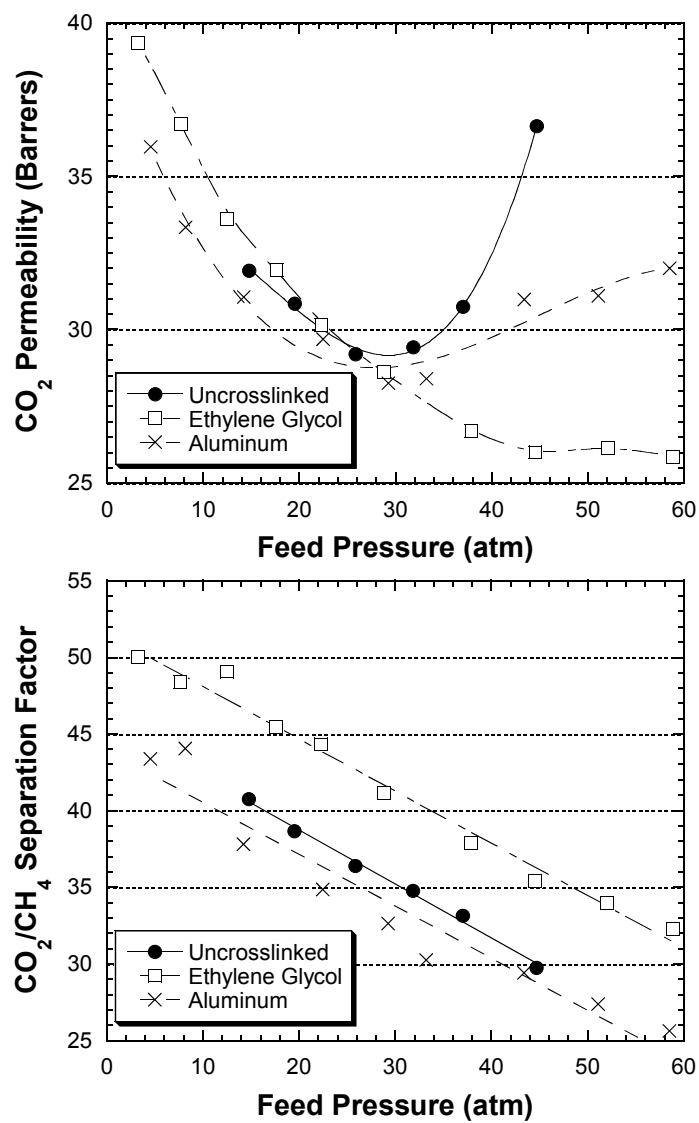 40
35
30
25
CO2 Permeability (Barrers)
Uncrosslinked
Ethylene Glycol
Aluminum
0 10 20 30 40 50 60
Feed Pressure (atm)
55
50
45
40
35
30
25
CO2/CH4 Separation Factor
Uncrosslinked
Ethylene Glycol
Aluminum
0 10 20 30 40 50 60
Feed Pressure (atm)